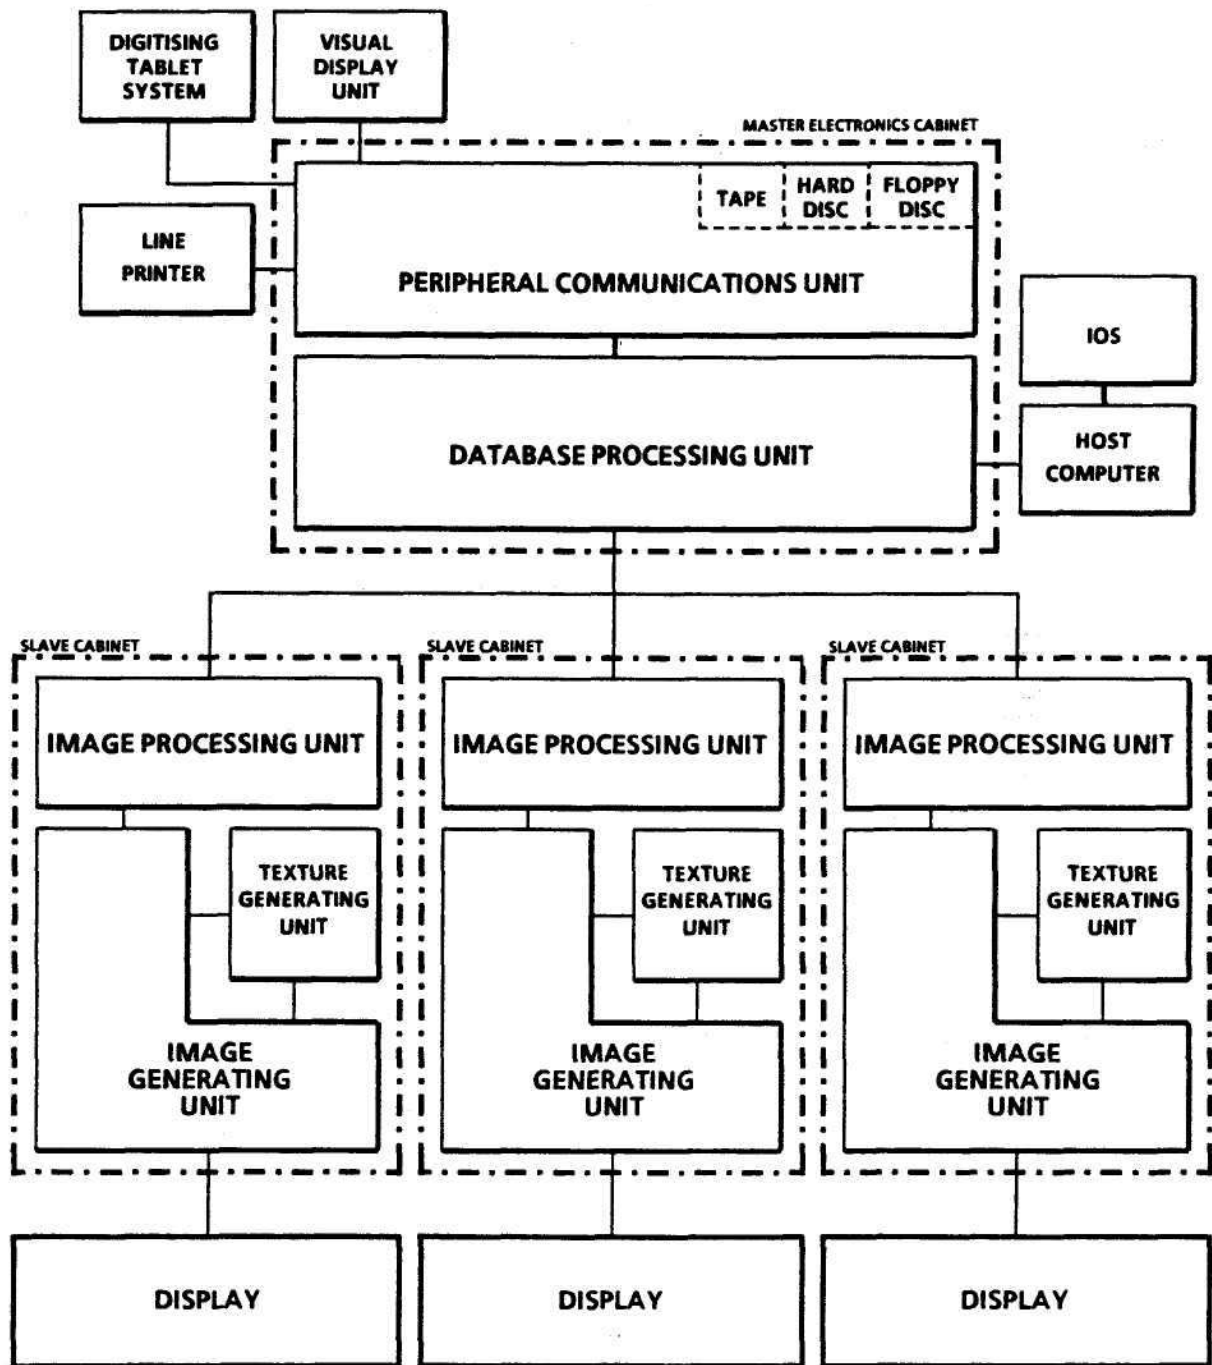 DIGITISING
TABLET
SYSTEM
VISUAL
DISPLAY
UNIT
MASTER ELECTRONICS CABINET
TAPE
HARD
DISC
FLOPPY
DISC
LINE
PRINTER
PERIPHERAL COMMUNICATIONS UNIT
IOS
DATABASE PROCESSING UNIT
HOST
COMPUTER
SLAVE CABINET
IMAGE PROCESSING UNIT
TEXTURE
GENERATING
UNIT
IMAGE
GENERATING
UNIT
DISPLAY
SLAVE CABINET
IMAGE PROCESSING UNIT
TEXTURE
GENERATING
UNIT
IMAGE
GENERATING
UNIT
DISPLAY
SLAVE CABINET
IMAGE PROCESSING UNIT
TEXTURE
GENERATING
UNIT
IMAGE
GENERATING
UNIT
DISPLAY